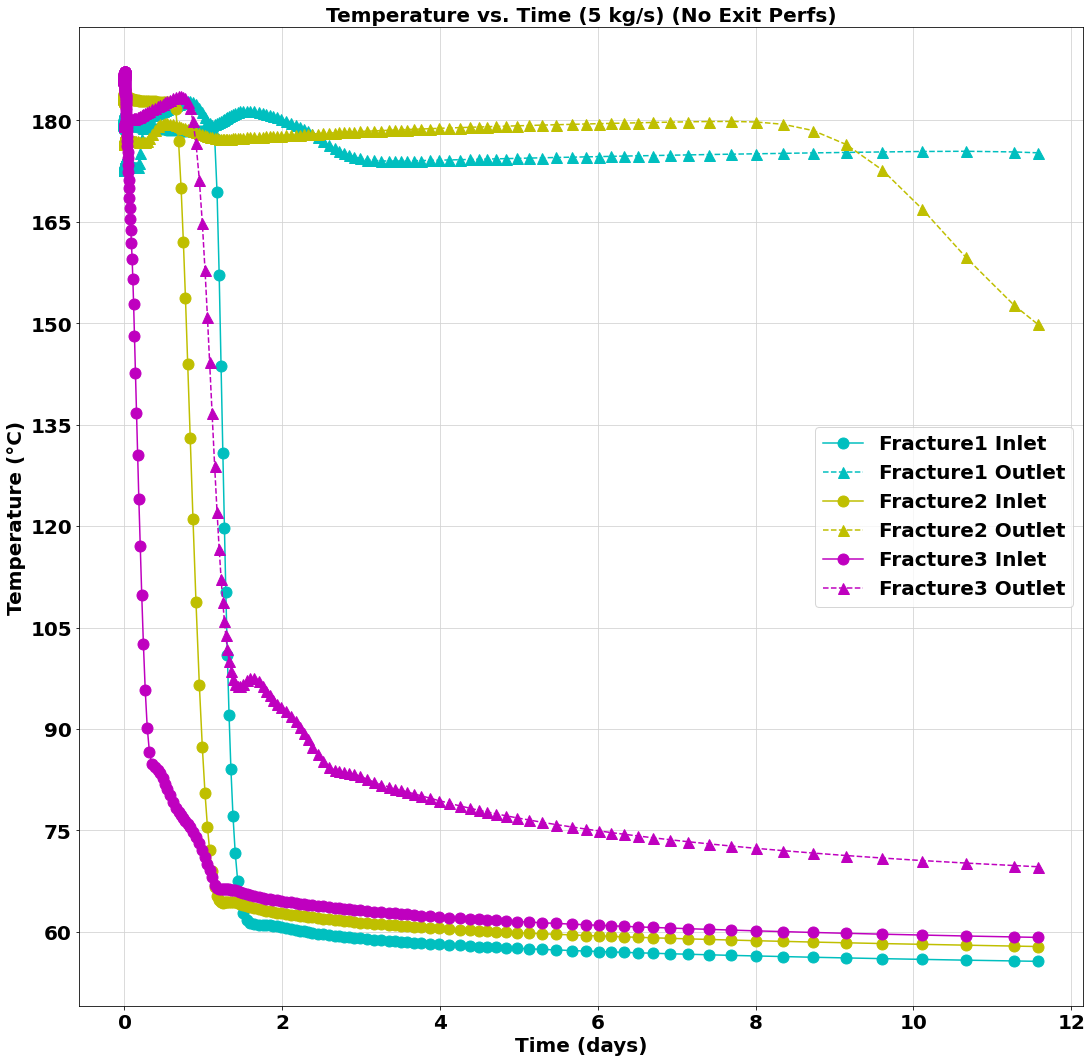 Temperature vs. Time (5 kg/s) (No Exit Perfs)
180
165
150
135
120
105
90
75
60
Temperature (°C)
Fracture1 Inlet
Fracture1 Outlet
Fracture2 Inlet
Fracture2 Outlet
Fracture3 Inlet
Fracture3 Outlet
0 2 4 6 8 10 12
Time (days)